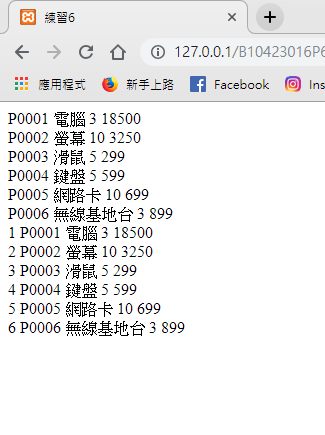 練習6
127.0.0.1/B10423016P6
應用程式 新手上路 Facebook Ins
P0001 電腦 3 18500
P0002 螢幕 10 3250
P0003 滑鼠 5 299
P0004 鍵盤 5 599
P0005 網路卡 10 699
P0006 無線基地台 3 899
1 P0001 電腦 3 18500
2 P0002 螢幕 10 3250
3 P0003 滑鼠 5 299
4 P0004 鍵盤 5 599
5 P0005 網路卡 10 699
6 P0006 無線基地台 3 899